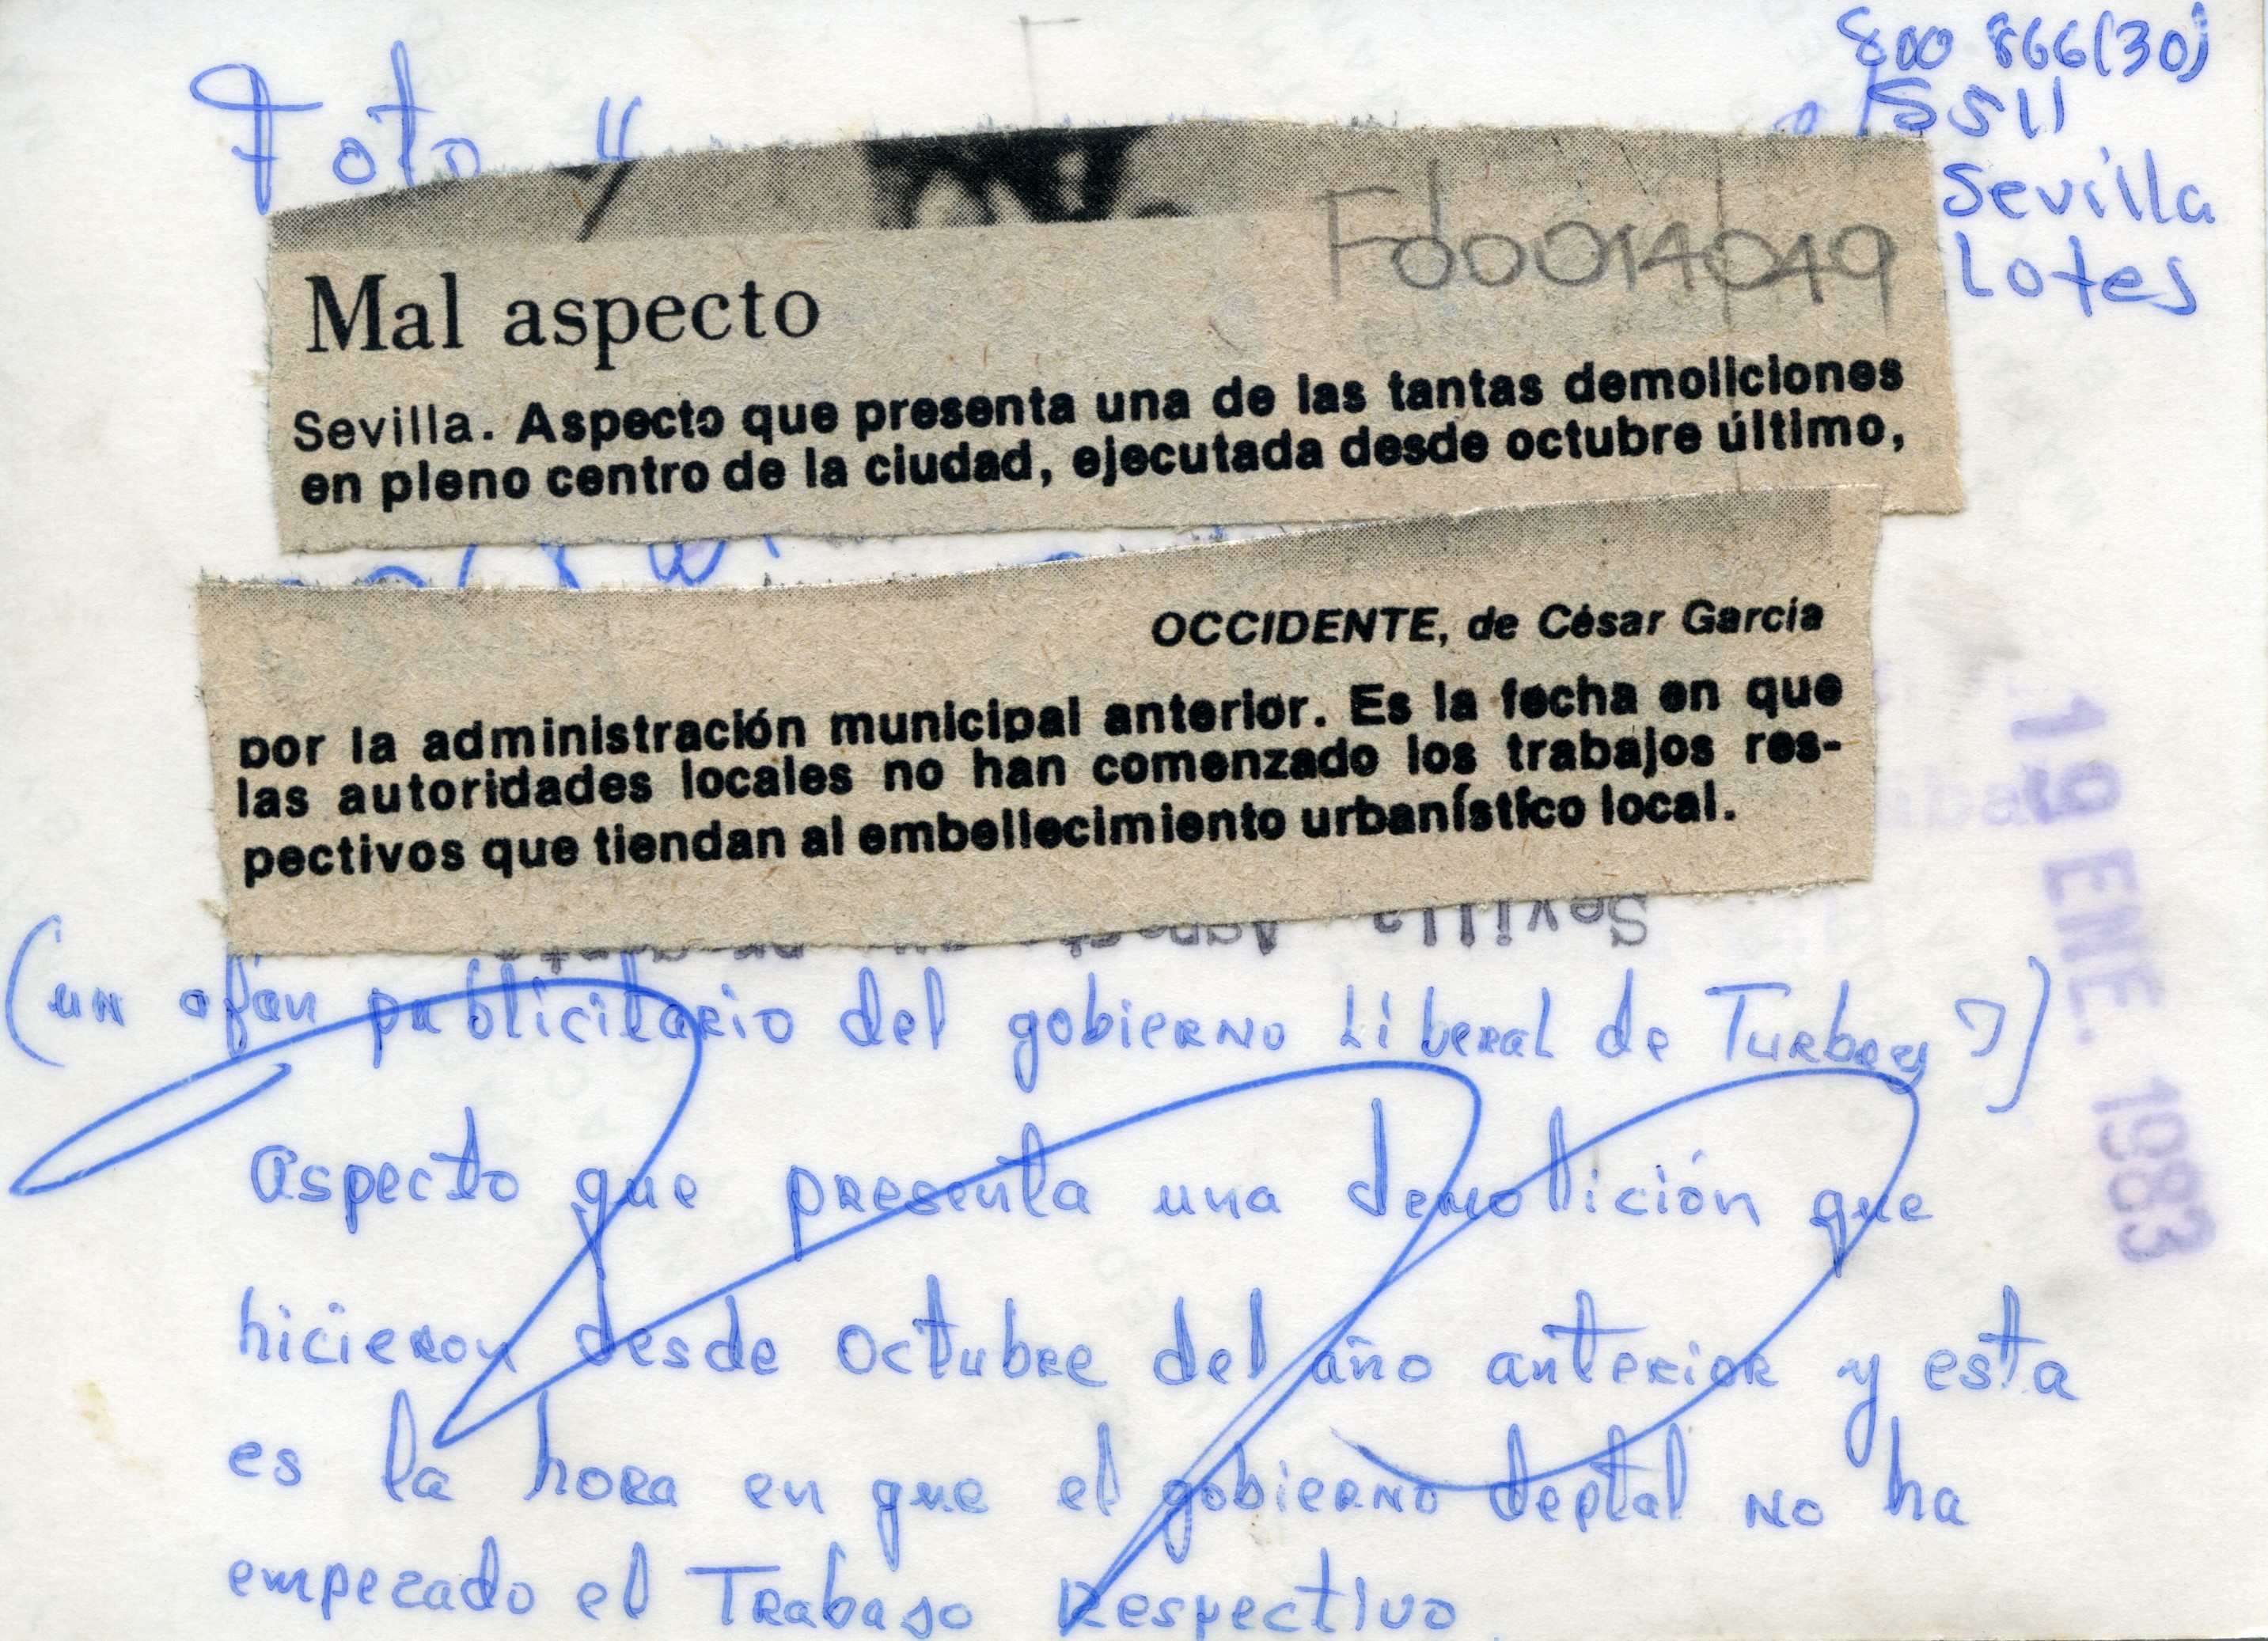 800 866(30)
5511
Sevilla
Lotes
Foto "
Fd0014049
Mal aspecto
Sevilla. Aspecto que presenta una de las tantas demoliciones
en pleno centro de la ciudad, ejecutada desde octubre último,
OCCIDENTE, de César García
por la administración municipal anterior. Es la fecha en que
las autoridades locales no han comenzado los trabajos res-
pectivos que tiendan al embellecimiento urbanístico local.
Sevilla Aspecto
19 ENE. 1983
(un afán publicitario del gobierno Liberal de Turbay)
Aspecto que presenta una demolición que
hicieron desde Octubre del año anterior y esta
es la hora en que el gobierno deptal no ha
empezado el Trabajo Respectivo